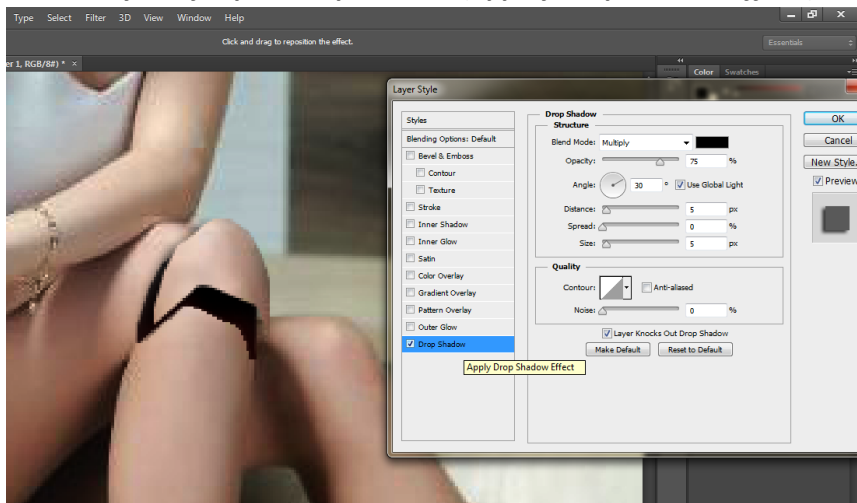 Type Select Filter 3D View Window Help
Click and drag to reposition the effect.
Essentials
er 1, RGB/8#) * ×
Color Swatches
Layer Style
Styles
Blending Options: Default
Bevel & Emboss
Contour
Texture
Stroke
Inner Shadow
Inner Glow
Satin
Color Overlay
Gradient Overlay
Pattern Overlay
Outer Glow
Drop Shadow
Apply Drop Shadow Effect
Drop Shadow
Structure
Blend Mode: Multiply
Opacity: 75 %
Angle: 30 ° Use Global Light
Distance: 5 px
Spread: 0 %
Size: 5 px
Quality
Contour: Anti-aliased
Noise: 0 %
Layer Knocks Out Drop Shadow
Make Default Reset to Default
OK
Cancel
New Style.
Preview